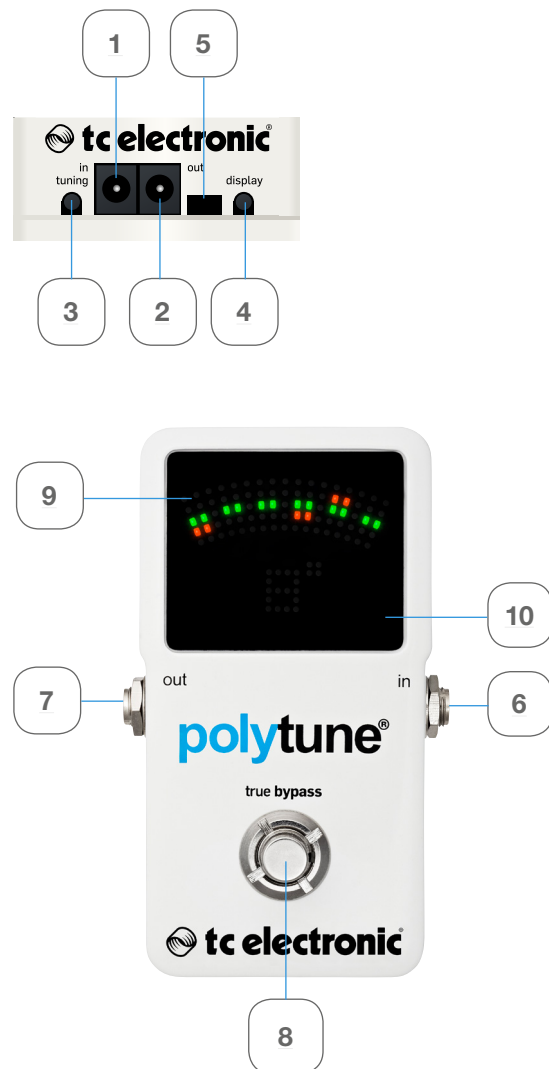 1 5
tc electronic®
in out
tuning display
3 2 4
9
10
out in
7 6
polytune®
true bypass
tc electronic
8